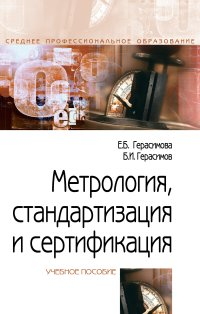 СРЕДНЕЕ ПРОФЕССИОНАЛЬНОЕ ОБРАЗОВАНИЕ
Е.Б. Герасимова
Б.И. Герасимов
Метрология,
стандартизация
и сертификация
УЧЕБНОЕ ПОСОБИЕ